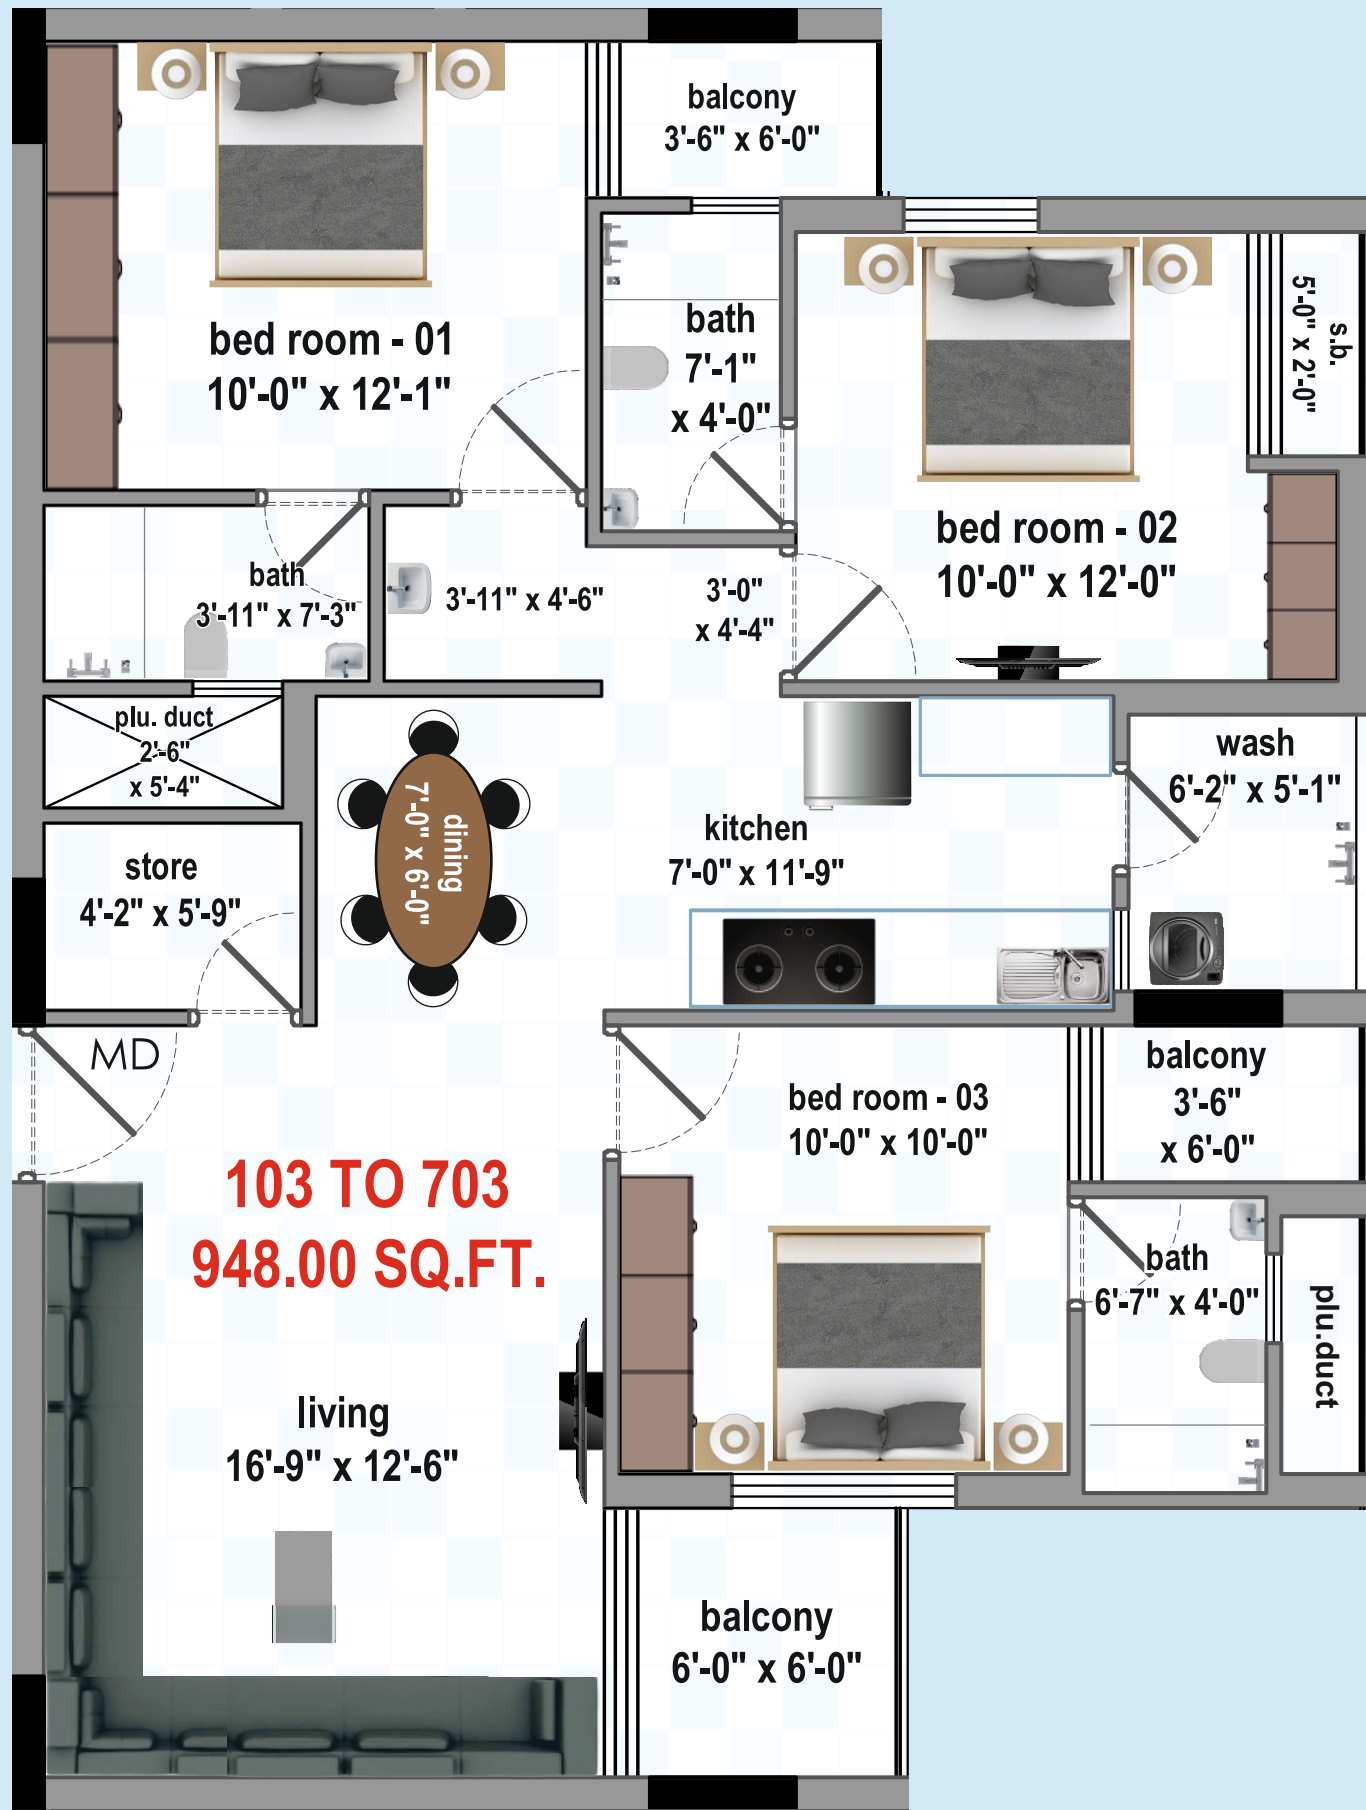 balcony
3'-6" x 6'-0"
bed room - 01
10'-0" x 12'-1"
bath
7'-1"
x 4'-0"
s.b.
5'-0" x 2'-0"
bed room - 02
10'-0" x 12'-0"
bath
3'-11" x 7'-3"
3'-11" x 4'-6"
3'-0"
x 4'-4"
plu. duct
2'-6"
x 5'-4"
dining
7'-0" x 6'-0"
wash
6'-2" x 5'-1"
kitchen
7'-0" x 11'-9"
store
4'-2" x 5'-9"
MD
balcony
3'-6"
x 6'-0"
bed room - 03
10'-0" x 10'-0"
103 TO 703
948.00 SQ.FT.
bath
6'-7" x 4'-0"
plu.duct
living
16'-9" x 12'-6"
balcony
6'-0" x 6'-0"